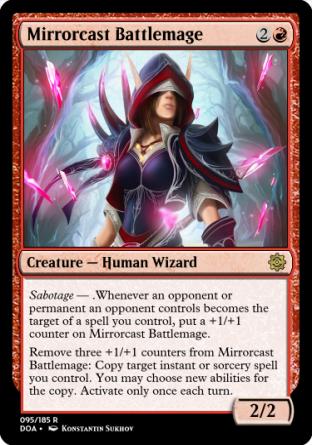 Mirrorcast Battlemage 2
Creature — Human Wizard
Sabotage — .Whenever an opponent or
permanent an opponent controls becomes the
target of a spell you control, put a +1/+1
counter on Mirrorcast Battlemage.
Remove three +1/+1 counters from Mirrorcast
Battlemage: Copy target instant or sorcery spell
you control. You may choose new abilities for
the copy. Activate only once each turn.
2/2
095/185 R
DOA • Konstantin Sukhov